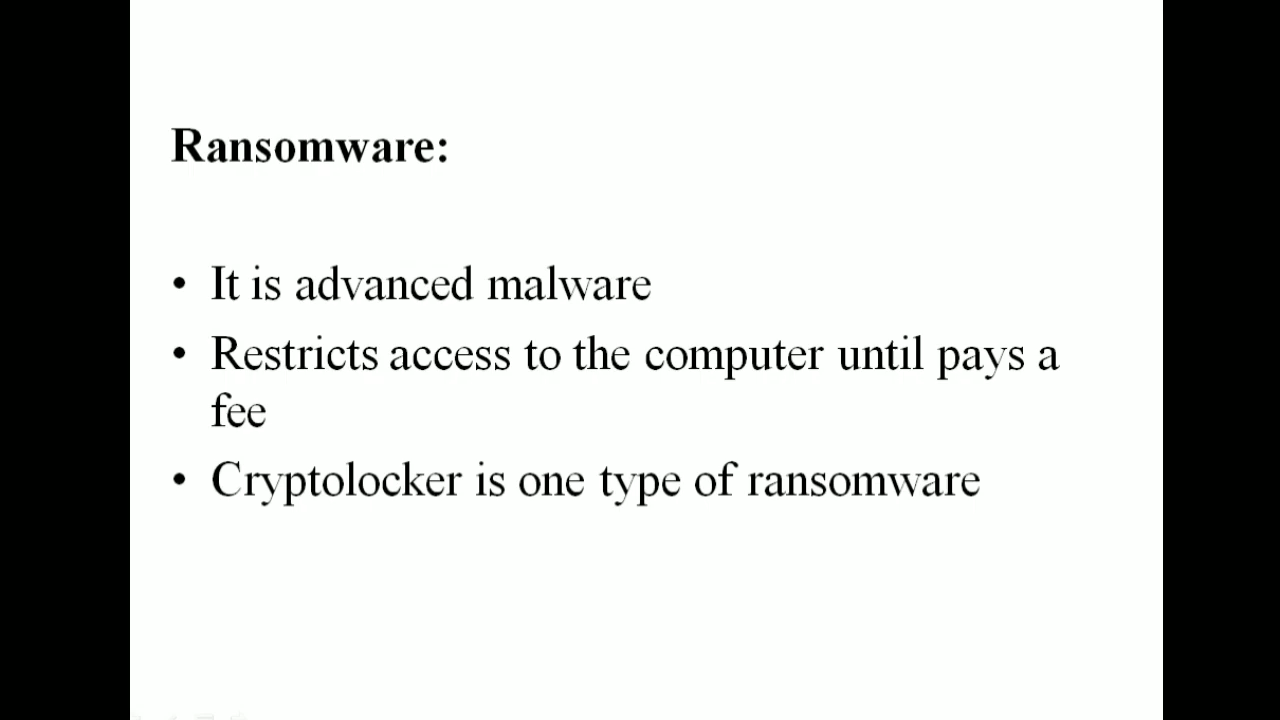 Ransomware:
• It is advanced malware
• Restricts access to the computer until pays a
fee
• Cryptolocker is one type of ransomware